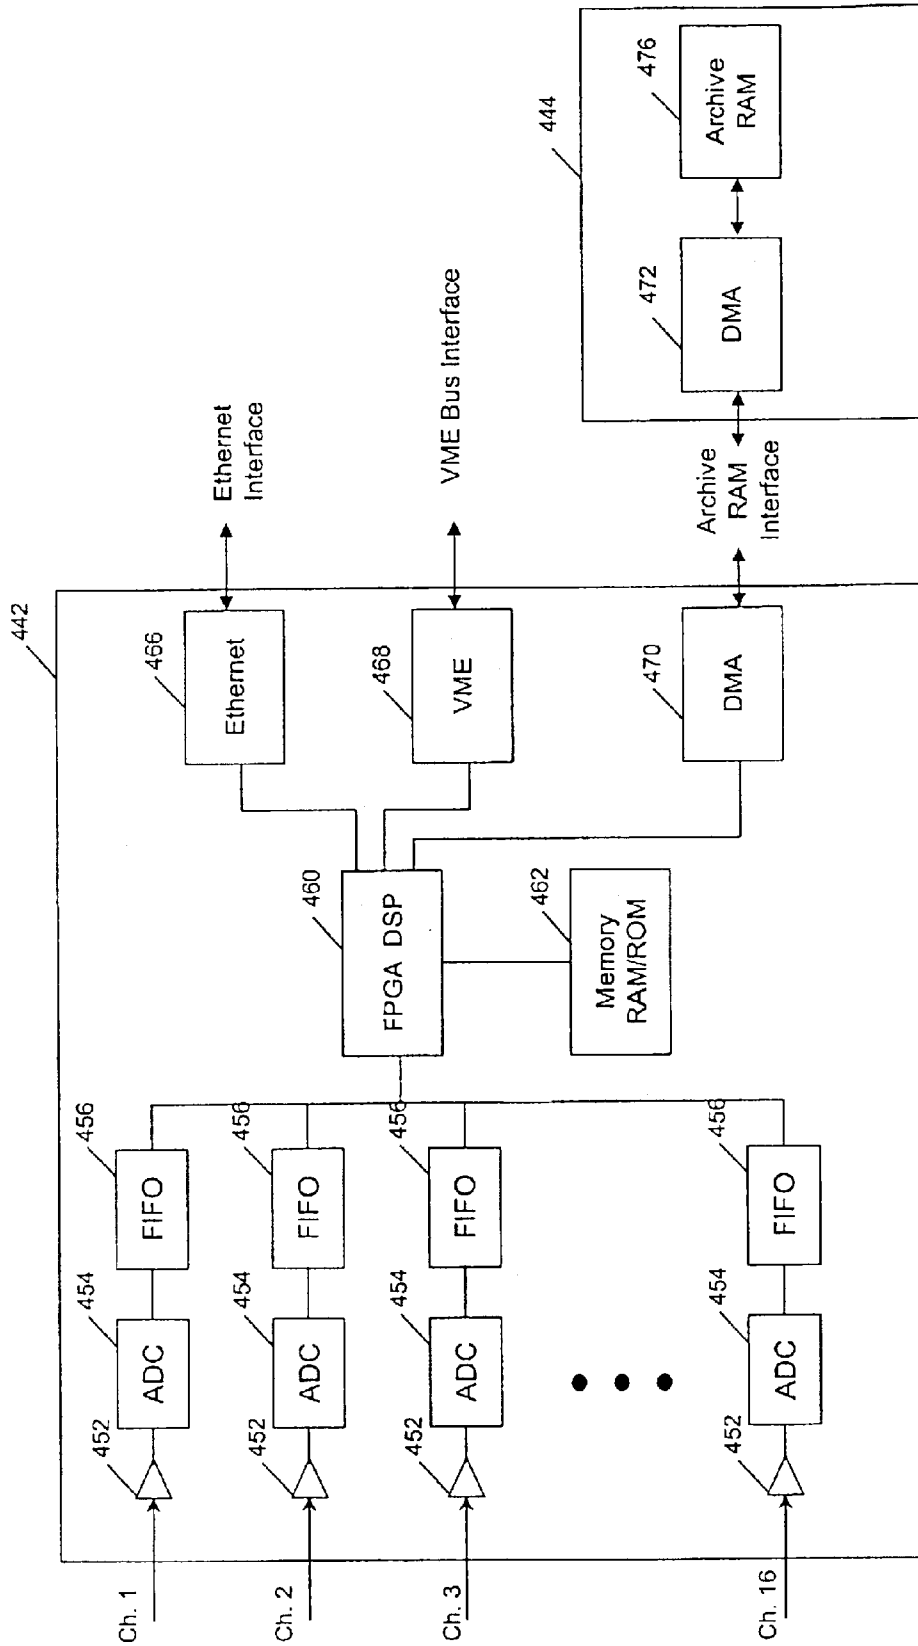 442
Ch. 1
452
454
ADC
456
FIFO
466
Ethernet
Ethernet
Interface
Ch. 2
452
454
ADC
456
FIFO
460
FPGA DSP
468
VME
VME Bus Interface
Ch. 3
452
454
ADC
456
FIFO
462
Memory
RAM/ROM
Ch. 16
452
454
ADC
456
FIFO
470
DMA
Archive
RAM
Interface
444
472
DMA
476
Archive
RAM